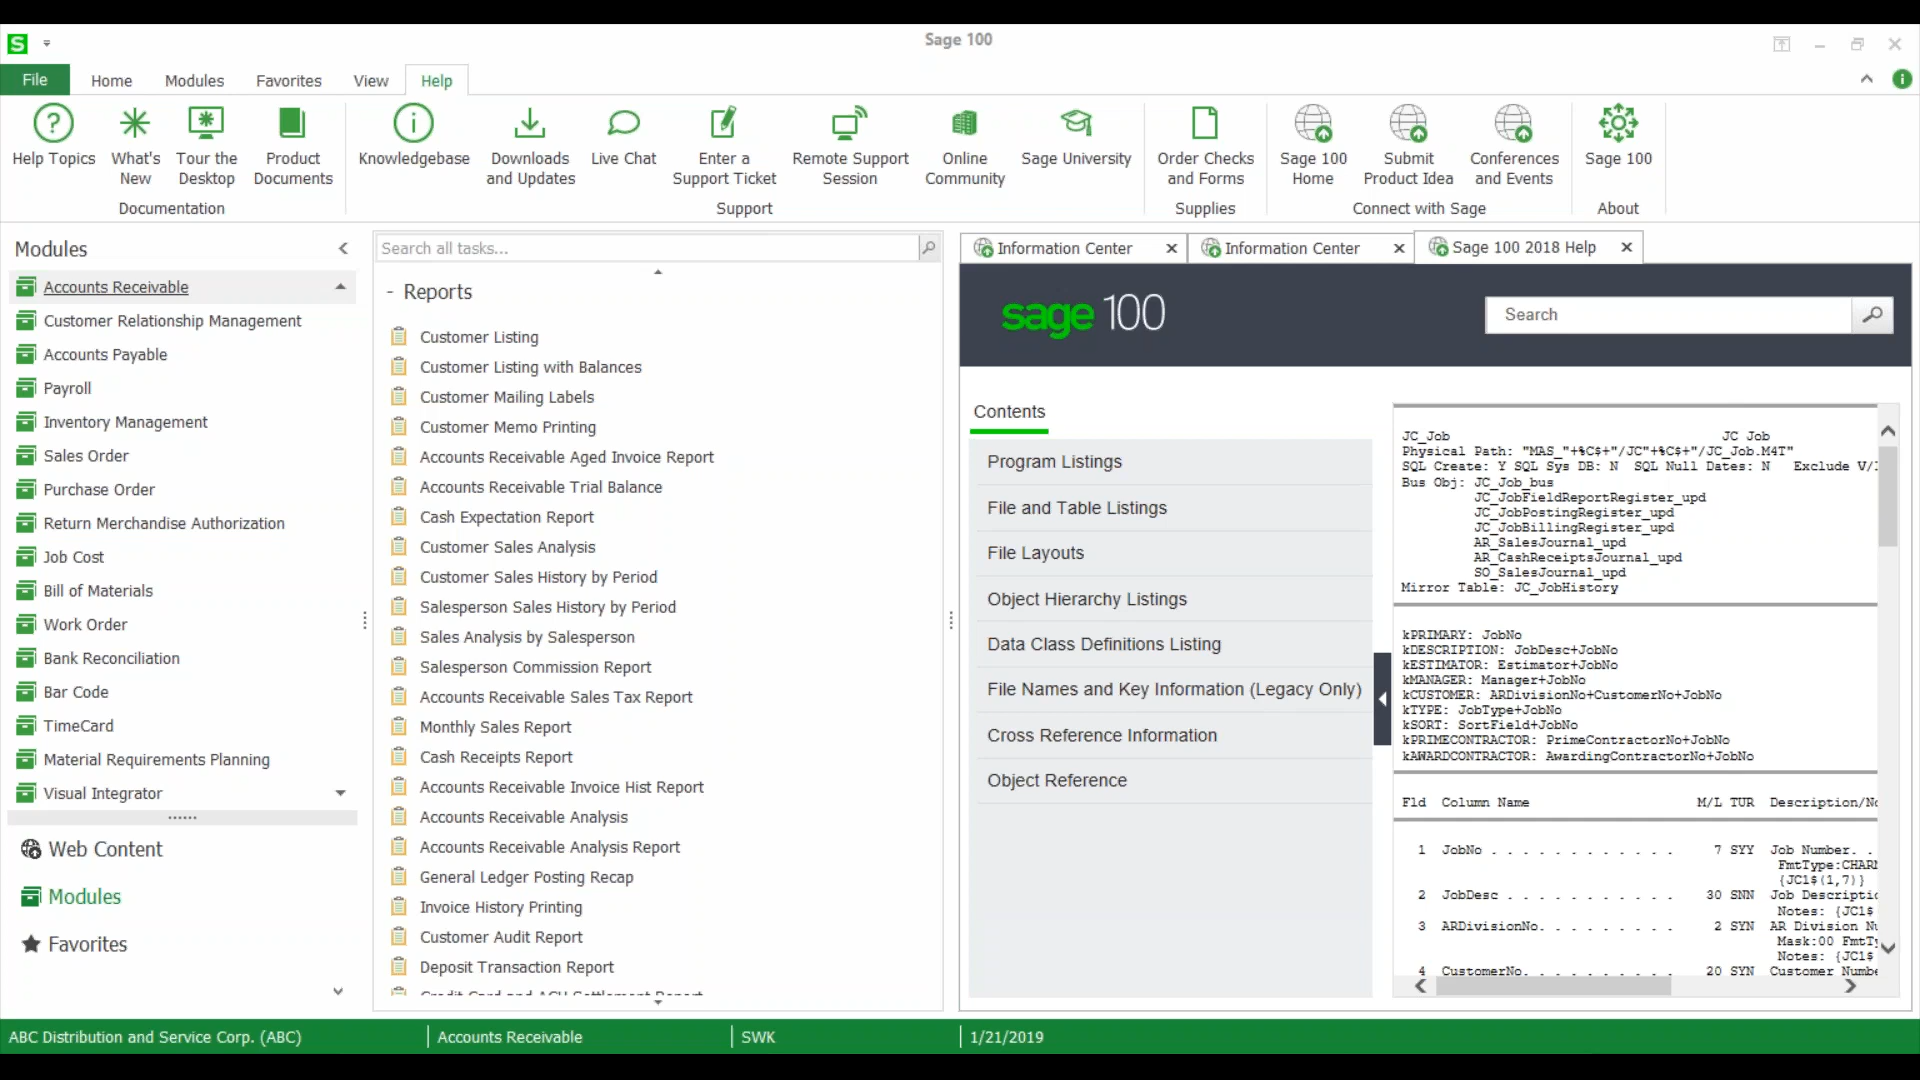 Sage 100
File
Home
Modules
Favorites
View
Help
Help Topics
What's New
Tour the Desktop
Product Documents
Documentation
Knowledgebase
Downloads and Updates
Live Chat
Enter a Support Ticket
Remote Support Session
Online Community
Sage University
Support
Order Checks and Forms
Supplies
Sage 100 Home
Submit Product Idea
Conferences and Events
Connect with Sage
Sage 100
About
Modules
Accounts Receivable
Customer Relationship Management
Accounts Payable
Payroll
Inventory Management
Sales Order
Purchase Order
Return Merchandise Authorization
Job Cost
Bill of Materials
Work Order
Bank Reconciliation
Bar Code
TimeCard
Material Requirements Planning
Visual Integrator
Web Content
Modules
Favorites
Search all tasks...
- Reports
Customer Listing
Customer Listing with Balances
Customer Mailing Labels
Customer Memo Printing
Accounts Receivable Aged Invoice Report
Accounts Receivable Trial Balance
Cash Expectation Report
Customer Sales Analysis
Customer Sales History by Period
Salesperson Sales History by Period
Sales Analysis by Salesperson
Salesperson Commission Report
Accounts Receivable Sales Tax Report
Monthly Sales Report
Cash Receipts Report
Accounts Receivable Invoice Hist Report
Accounts Receivable Analysis
Accounts Receivable Analysis Report
General Ledger Posting Recap
Invoice History Printing
Customer Audit Report
Deposit Transaction Report
Credit Card and ACH Settlement Report
Information Center
Information Center
Sage 100 2018 Help
sage 100
Search
Contents
Program Listings
File and Table Listings
File Layouts
Object Hierarchy Listings
Data Class Definitions Listing
File Names and Key Information (Legacy Only)
Cross Reference Information
Object Reference
JC_Job JC Job
Physical Path: "MAS_"+%C$+"/JC"+%C$+"/JC_Job.M4T"
SQL Create: Y SQL Sys DB: N SQL Null Dates: N Exclude V/
Bus Obj: JC_Job_bus
JC_JobFieldReportRegister_upd
JC_JobPostingRegister_upd
JC_JobBillingRegister_upd
AR_SalesJournal_upd
AR_CashReceiptsJournal_upd
SO_SalesJournal_upd
Mirror Table: JC_JobHistory
kPRIMARY: JobNo
kDESCRIPTION: JobDesc+JobNo
kESTIMATOR: Estimator+JobNo
kMANAGER: Manager+JobNo
kCUSTOMER: ARDivisionNo+CustomerNo+JobNo
kTYPE: JobType+JobNo
kSORT: SortField+JobNo
kPRIMECONTRACTOR: PrimeContractorNo+JobNo
kAWARDCONTRACTOR: AwardingContractorNo+JobNo
Fld Column Name M/L TUR Description/No
1 JobNo . . . . . . . . . . . . 7 SYY Job Number. .
FmtType:CHAR
{JC1$(1,7)}
2 JobDesc . . . . . . . . . . . 30 SNN Job Descriptio
Notes: {JC1$
3 ARDivisionNo. . . . . . . . . 2 SYN AR Division Nu
Mask:00 FmtTy
Notes: {JC1$
4 CustomerNo. . . . . . . . . . 20 SYN Customer Numbe
ABC Distribution and Service Corp. (ABC)
Accounts Receivable
SWK
1/21/2019